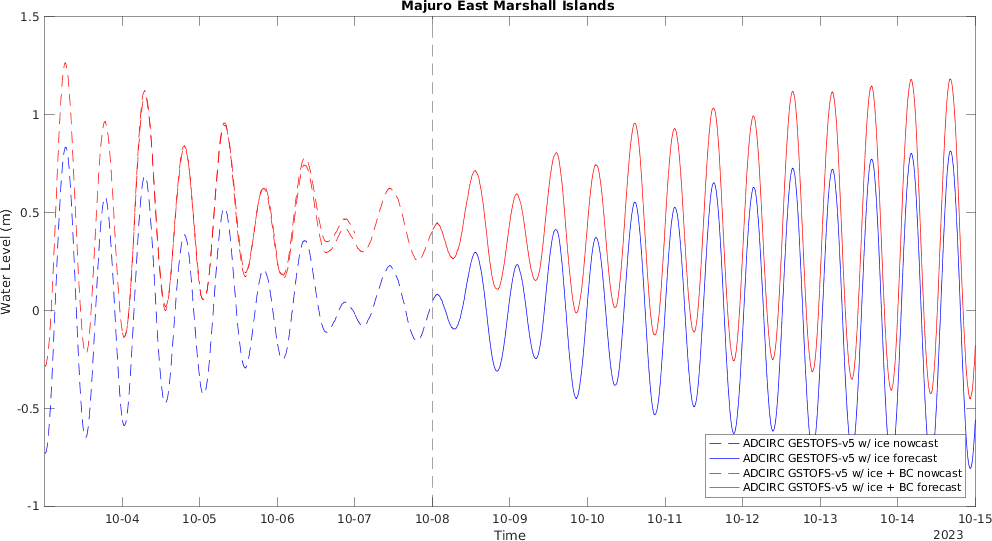 Majuro East Marshall Islands
1.5
1
0.5
0
-0.5
-1
Water Level (m)
10-04 10-05 10-06 10-07 10-08 10-09 10-10 10-11 10-12 10-13 10-14 10-15
Time
2023
ADCIRC GESTOFS-v5 w/ ice nowcast
ADCIRC GESTOFS-v5 w/ ice forecast
ADCIRC GSTOFS-v5 w/ ice + BC nowcast
ADCIRC GSTOFS-v5 w/ ice + BC forecast